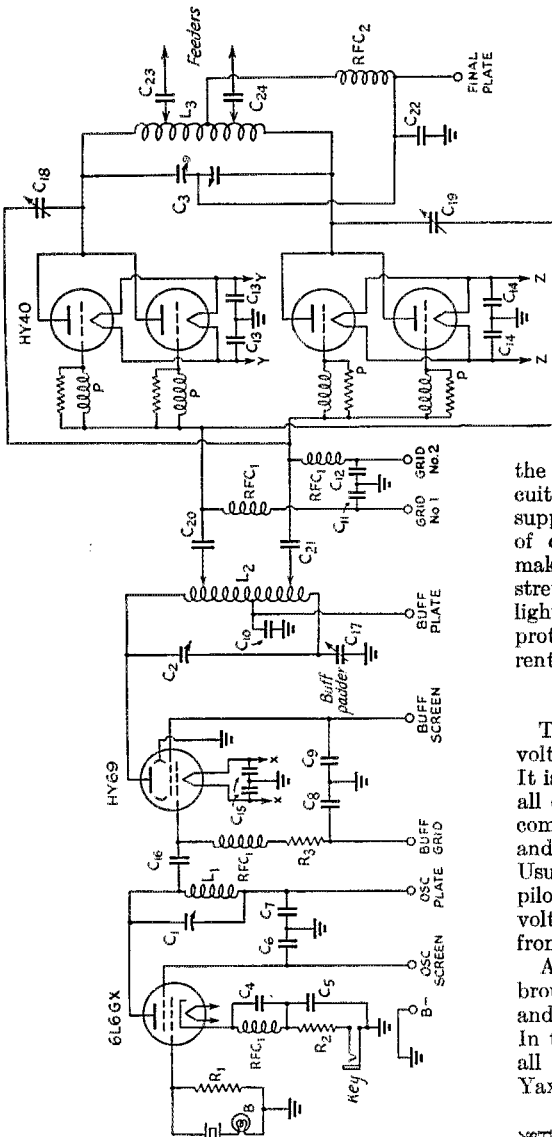 6L6GX
R1
B
C1
L1
RFC1
C4
R2
C5
Key
C6
C7
B-
OSC
SCREEN
OSC
PLATE
C16
HY69
RFC1
R3
C15
X
X
C8
C9
BUFF
GRID
BUFF
SCREEN
C2
L2
C10
Buff
padder
C17
BUFF
PLATE
C20
C21
RFC1
RFC1
C11
C12
GRID
No.1
GRID
No.2
HY40
P
P
Y
Y
C13
C13
P
P
Z
Z
C14
C14
C18
C19
C3
L3
C23
C24
Feeders
RFC2
C22
FINAL
PLATE
the
cuit
supp
of c
mak
stre
light
prot
rent
T
volt
It is
all c
com
and
Usu
pilo
volt
from
A
brou
and
In t
all
Yax